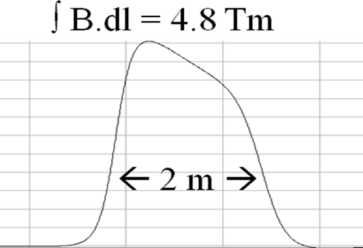 ∫ B.dl = 4.8 Tm
← 2 m →